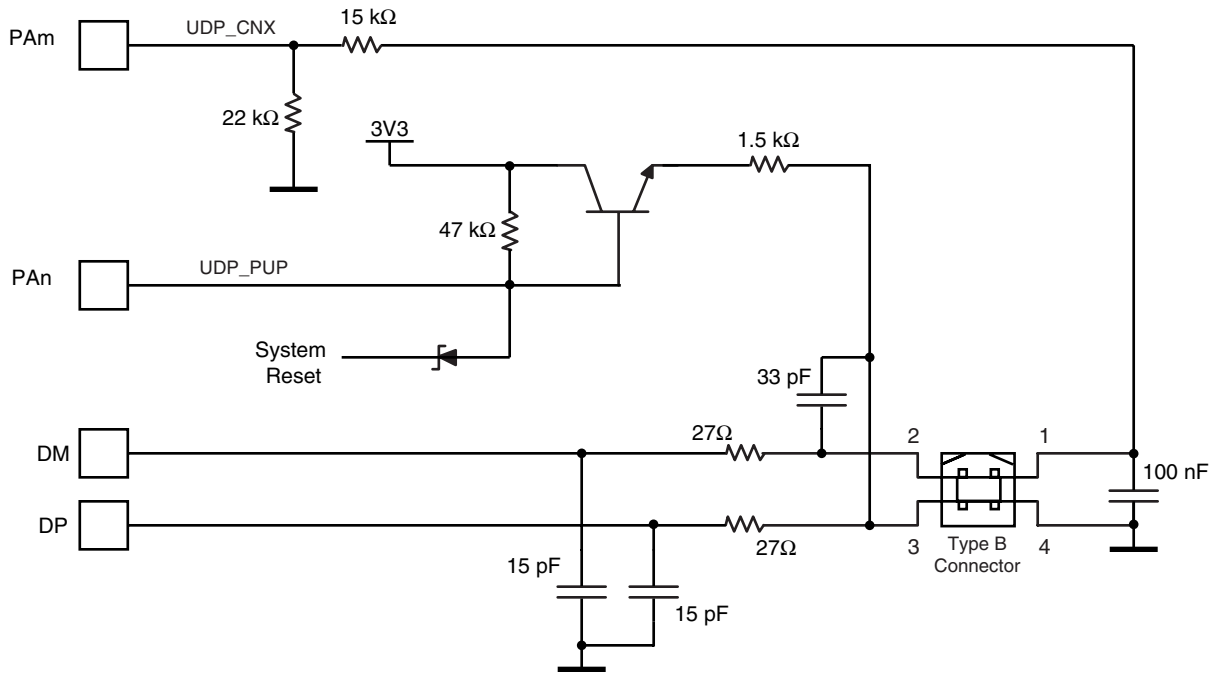 15 kΩ
PAm
UDP_CNX
22 kΩ
3V3
1.5 kΩ
47 kΩ
PAn
UDP_PUP
System
Reset
33 pF
DM
27Ω
2
1
100 nF
DP
27Ω
3
4
Type B
Connector
15 pF
15 pF